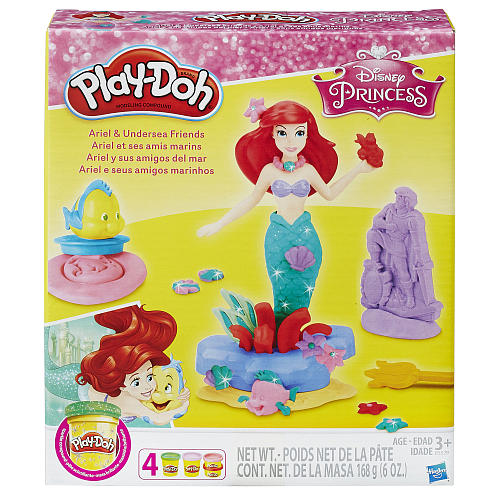 Play-Doh
MODELING COMPOUND
Disney
PRINCESS
Ariel & Undersea Friends
Ariel et ses amis marins
Ariel y sus amigos del mar
Ariel e seus amigos marinhos
Play-Doh
4
AGE - EDAD 3+
IDADE
NET WT. - POIDS NET DE LA PÂTE
CONT. NET. DE LA MASA 168 g (6 OZ.)
Hasbro